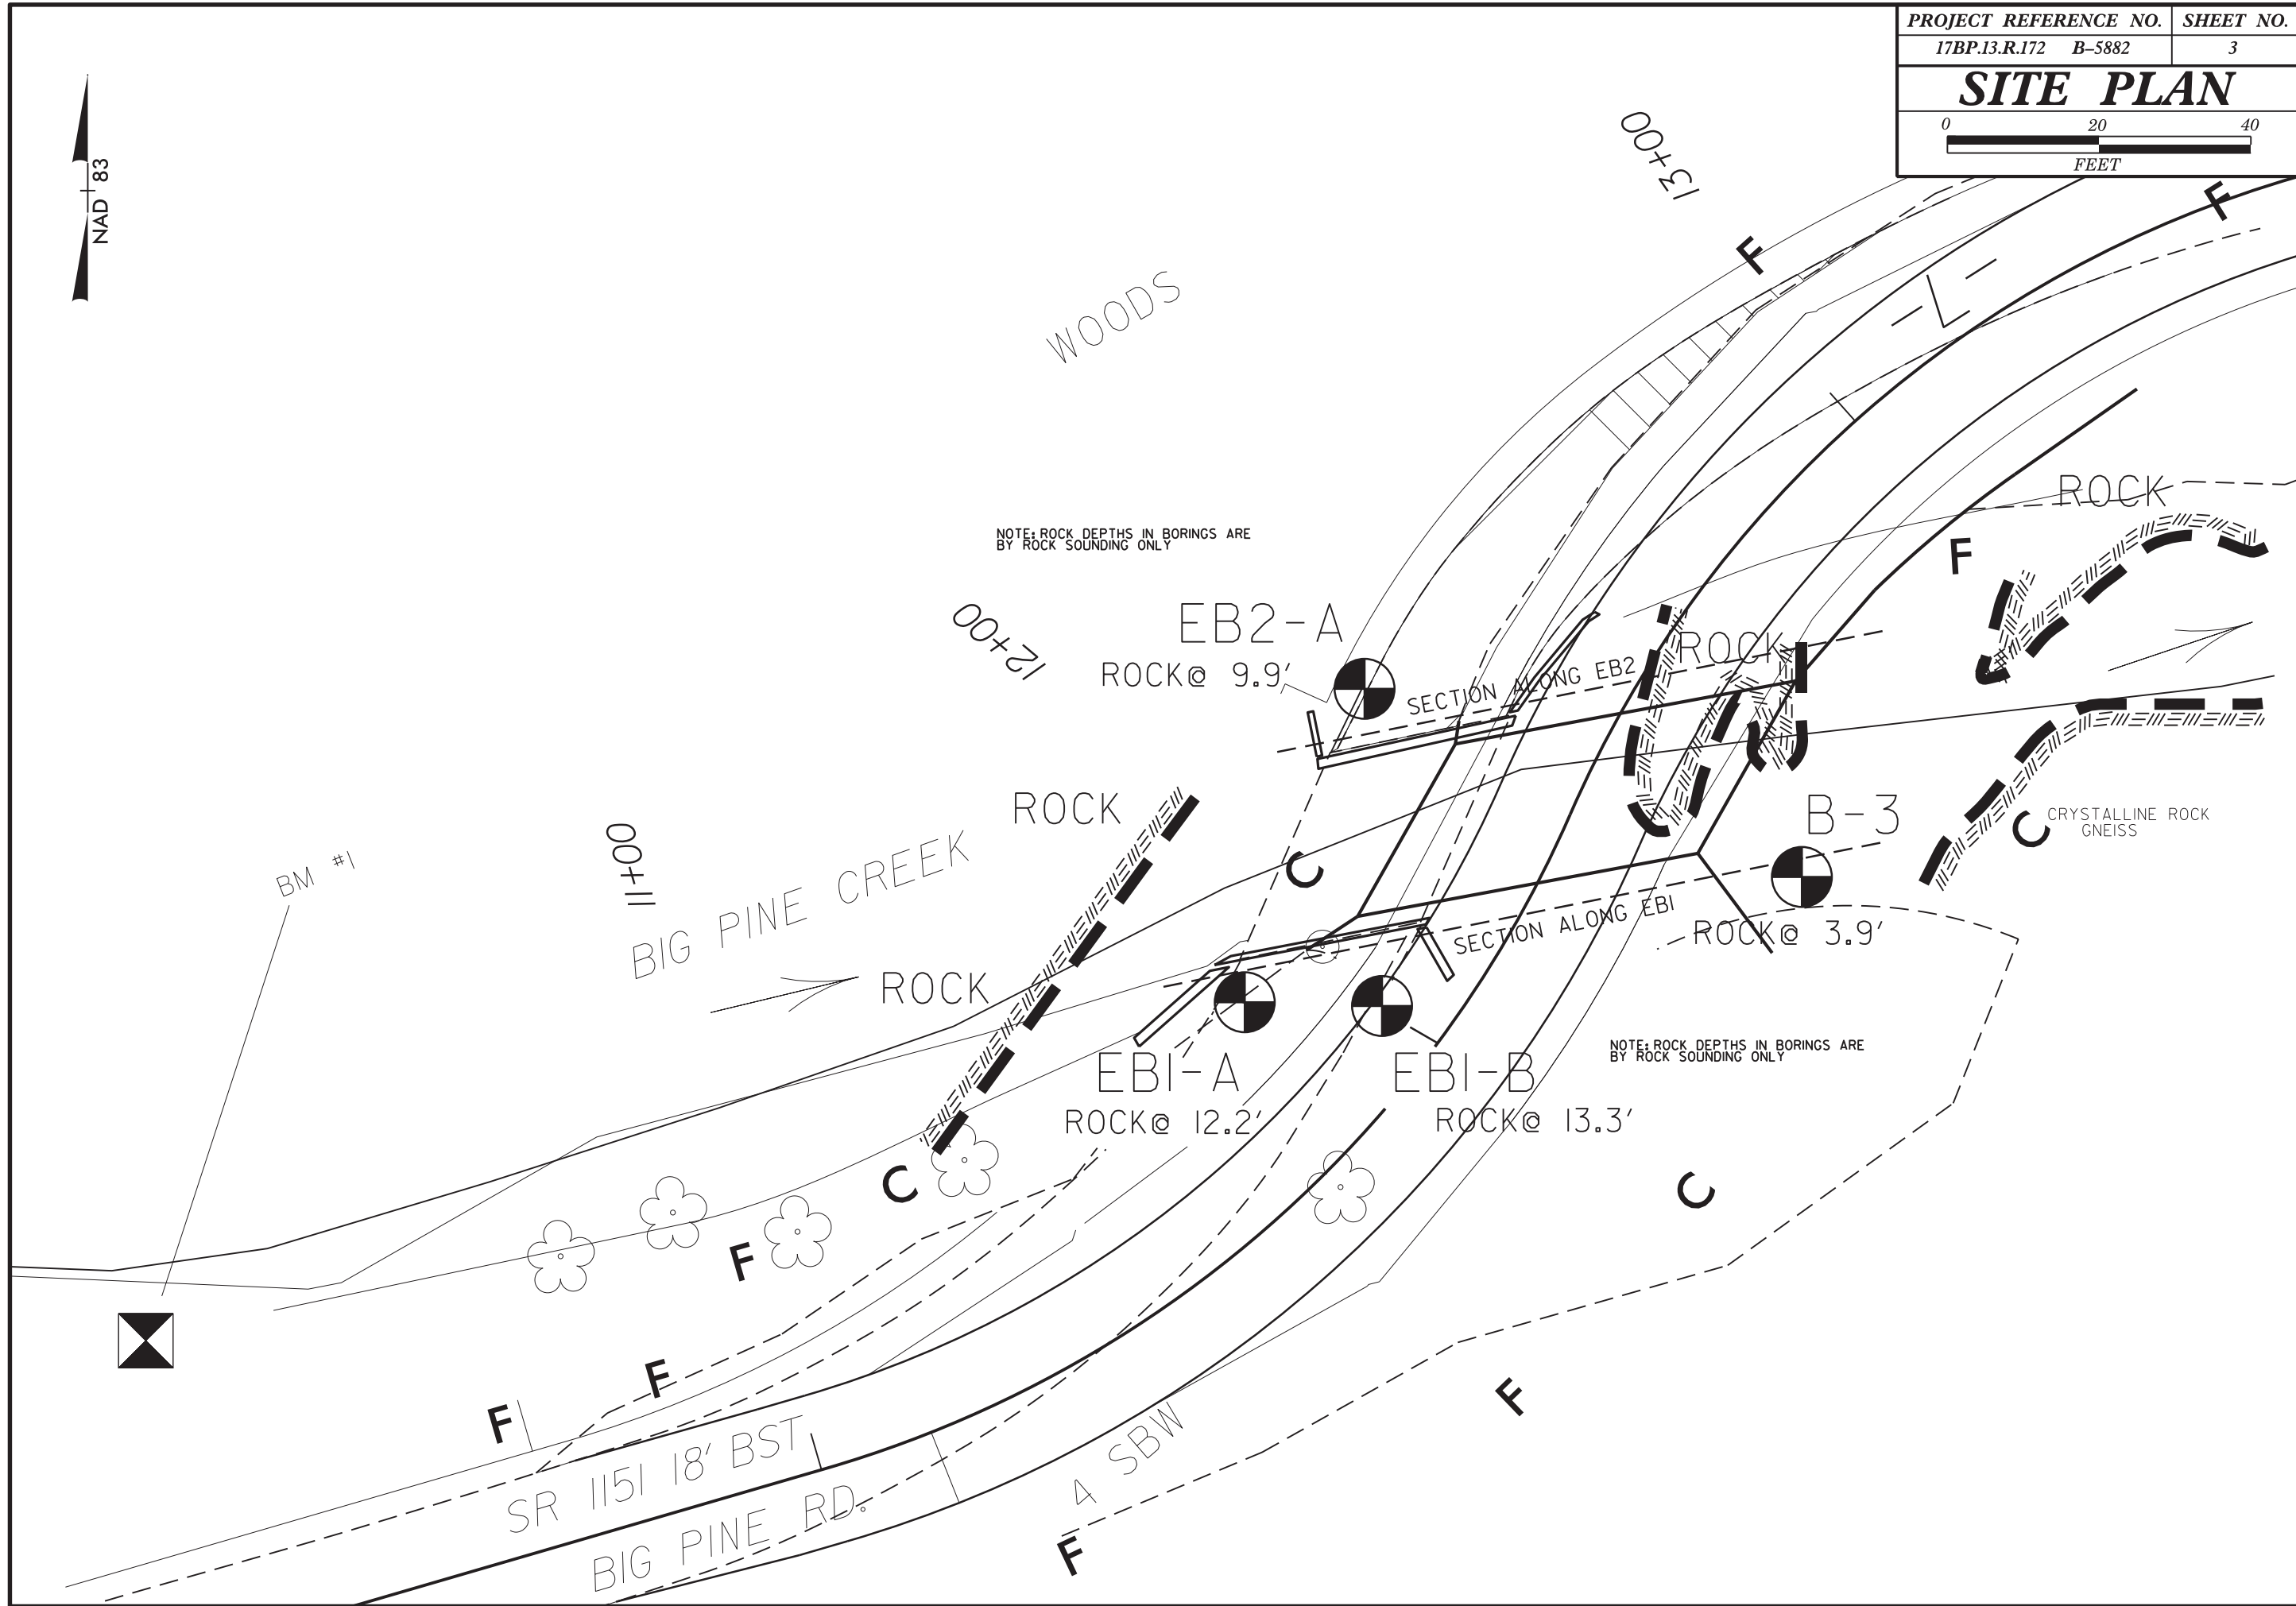 PROJECT REFERENCE NO. SHEET NO.
17BP.13.R.172 B–5882 3
SITE PLAN
0 20 40
FEET
NAD 83
13+00
F
F
WOODS
ROCK
NOTE: ROCK DEPTHS IN BORINGS ARE
BY ROCK SOUNDING ONLY
F
12+00
EB2-A
ROCK@ 9.9'
SECTION ALONG EB2
ROCK
ROCK
B-3
CRYSTALLINE ROCK
GNEISS
C
11+00
BM #1
BIG PINE CREEK
C
SECTION ALONG EB1
ROCK@ 3.9'
ROCK
NOTE: ROCK DEPTHS IN BORINGS ARE
BY ROCK SOUNDING ONLY
EB1-A
ROCK@ 12.2'
EB1-B
ROCK@ 13.3'
C
C
F
F
F
F
SR 1151 18' BST
4 SBW
BIG PINE RD.
F